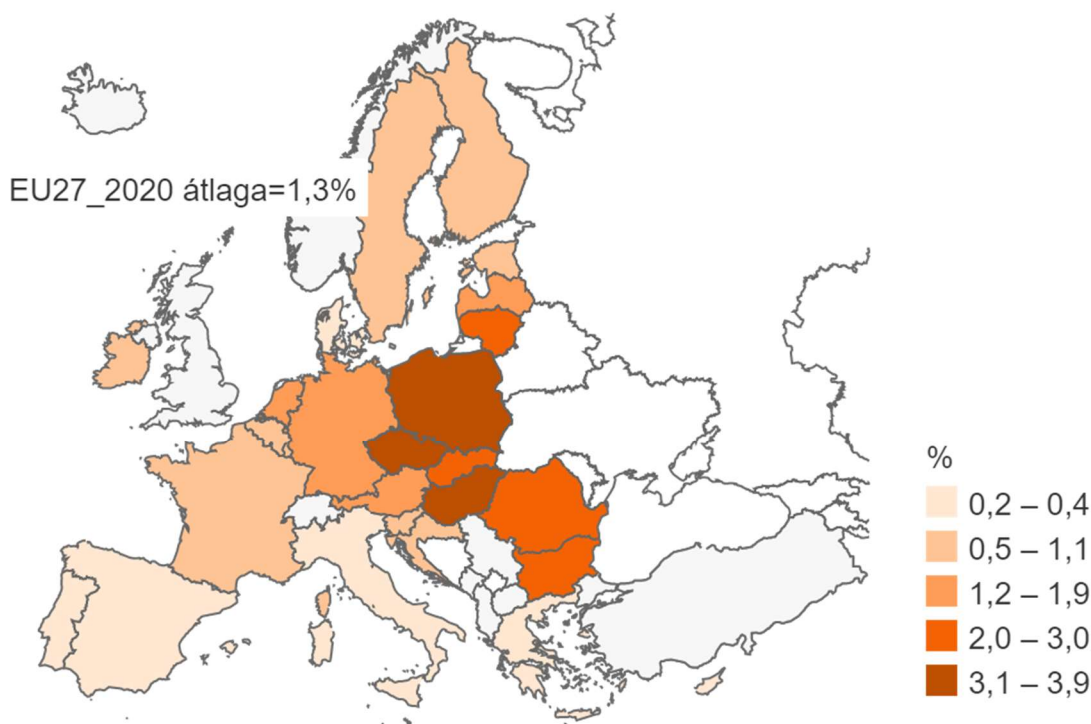 EU27_2020 átlaga=1,3%
%
0,2 – 0,4
0,5 – 1,1
1,2 – 1,9
2,0 – 3,0
3,1 – 3,9